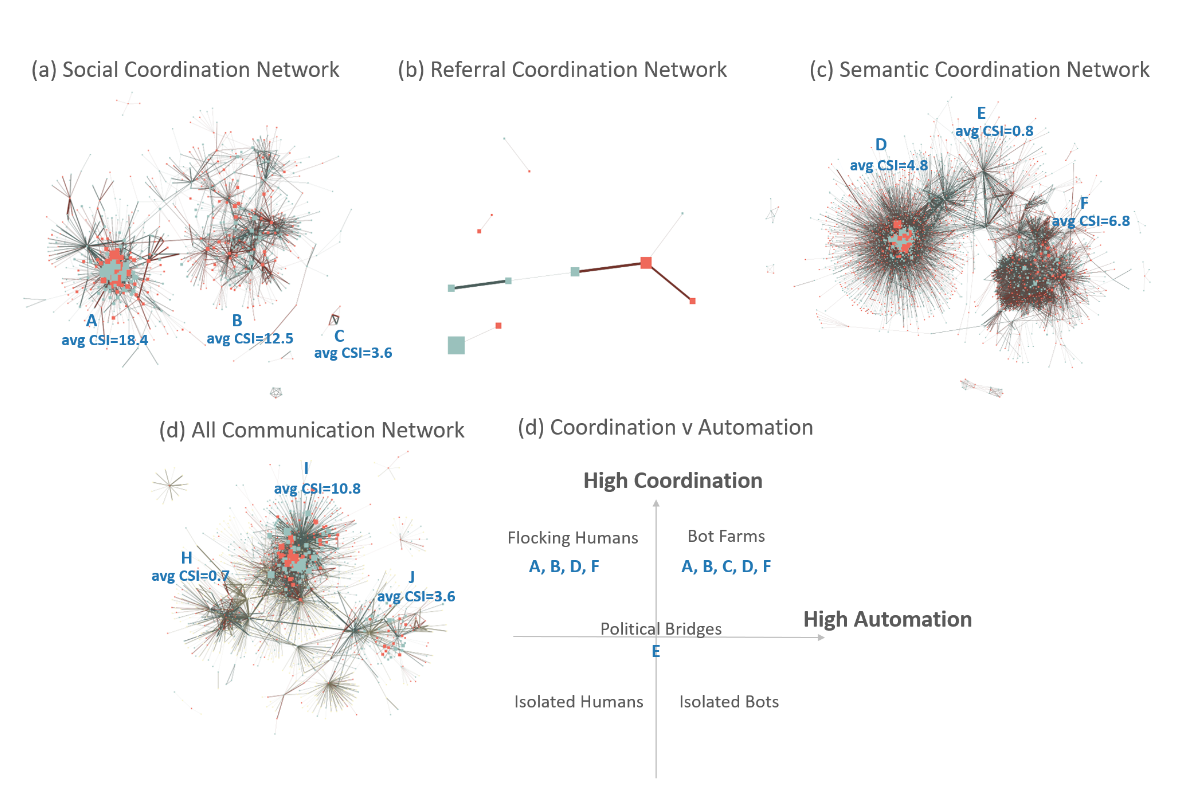 (a) Social Coordination Network
(b) Referral Coordination Network
(c) Semantic Coordination Network
E
avg CSI=0.8
D
avg CSI=4.8
F
avg CSI=6.8
A
avg CSI=18.4
B
avg CSI=12.5
C
avg CSI=3.6
(d) All Communication Network
(d) Coordination v Automation
I
avg CSI=10.8
H
avg CSI=0.7
J
avg CSI=3.6
High Coordination
Flocking Humans
A, B, D, F
Bot Farms
A, B, C, D, F
High Automation
Political Bridges
E
Isolated Humans
Isolated Bots